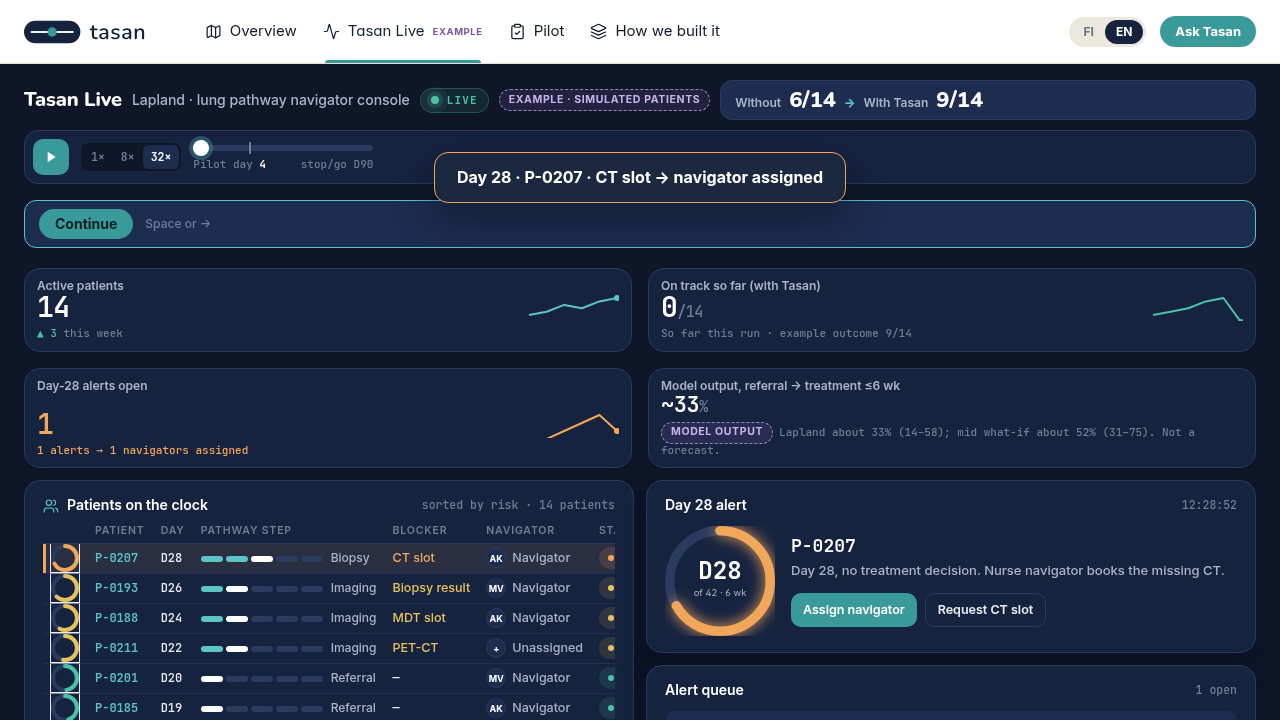 tasan
Overview
Tasan Live EXAMPLE
Pilot
How we built it
FI EN
Ask Tasan
Tasan Live Lapland · lung pathway navigator console LIVE EXAMPLE · SIMULATED PATIENTS
Without 6/14 → With Tasan 9/14
1× 8× 32×
Pilot day 4 stop/go D90
Day 28 · P-0207 · CT slot → navigator assigned
Continue Space or →
Active patients
14
▲ 3 this week
On track so far (with Tasan)
0/14
So far this run · example outcome 9/14
Day-28 alerts open
1
1 alerts → 1 navigators assigned
Model output, referral → treatment ≤6 wk
~33%
MODEL OUTPUT Lapland about 33% (14–58); mid what-if about 52% (31–75). Not a
forecast.
Patients on the clock sorted by risk · 14 patients
PATIENT DAY PATHWAY STEP BLOCKER NAVIGATOR
P-0207 D28 Biopsy CT slot AK Navigator
P-0193 D26 Imaging Biopsy result MV Navigator
P-0188 D24 Imaging MDT slot AK Navigator
P-0211 D22 Imaging PET-CT + Unassigned
P-0201 D20 Referral – MV Navigator
P-0185 D19 Referral – AK Navigator
Day 28 alert 12:28:52
D28
of 42 · 6 wk
P-0207
Day 28, no treatment decision. Nurse navigator books the missing CT.
Assign navigator Request CT slot
Alert queue 1 open